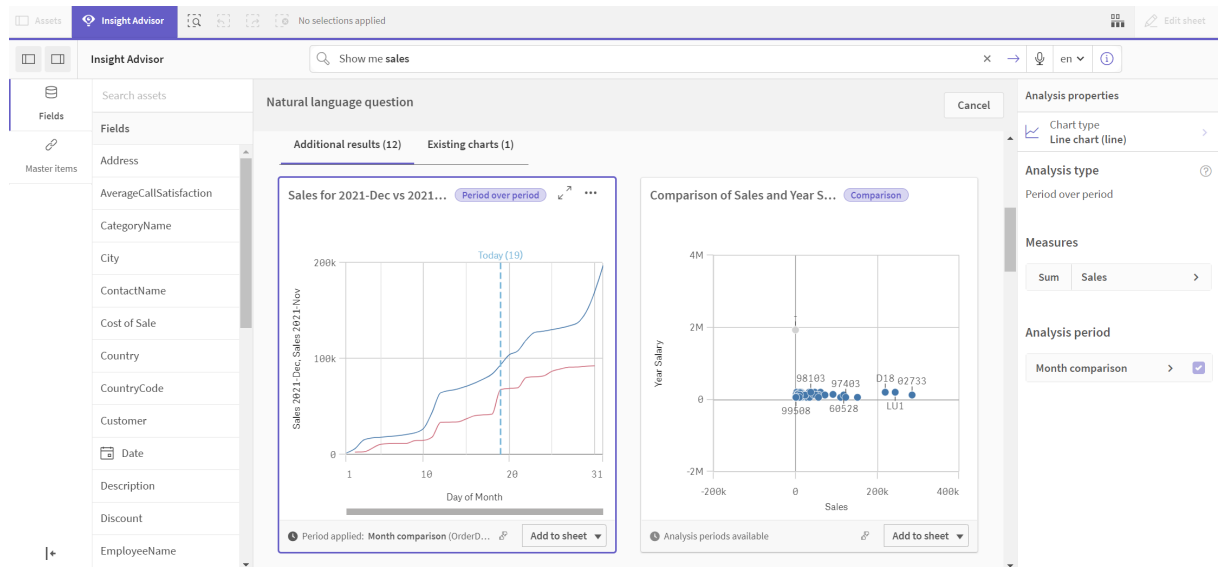 Assets
Insight Advisor
No selections applied
Edit sheet
Insight Advisor
Show me sales
en
Fields
Master items
Search assets
Fields
Address
AverageCallSatisfaction
CategoryName
City
ContactName
Cost of Sale
Country
CountryCode
Customer
Date
Description
Discount
EmployeeName
Natural language question
Cancel
Additional results (12)
Existing charts (1)
Sales for 2021-Dec vs 2021...
Period over period
Today (19)
200k
100k
0
Sales 2021-Dec, Sales 2021-Nov
1
10
20
31
Day of Month
Period applied: Month comparison (OrderD...
Add to sheet
Comparison of Sales and Year S...
Comparison
4M
2M
0
-2M
Year Salary
-
98103
97403
D18
02733
99508
60528
LU1
-200k
0
200k
400k
Sales
Analysis periods available
Add to sheet
Analysis properties
Chart type
Line chart (line)
Analysis type
Period over period
Measures
Sum
Sales
Analysis period
Month comparison